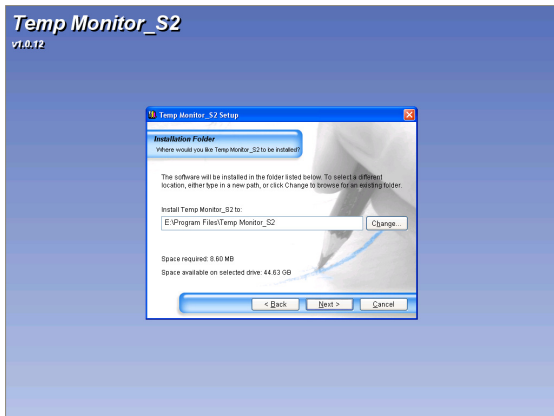 Temp Monitor_S2
v1.0.12
Temp Monitor_S2 Setup
Installation Folder
Where would you like Temp Monitor_S2 to be installed?
The software will be installed in the folder listed below. To select a different
location, either type in a new path, or click Change to browse for an existing folder.
Install Temp Monitor_S2 to:
E:\Program Files\Temp Monitor_S2
Change...
Space required: 8.60 MB
Space available on selected drive: 44.63 GB
< Back
Next >
Cancel